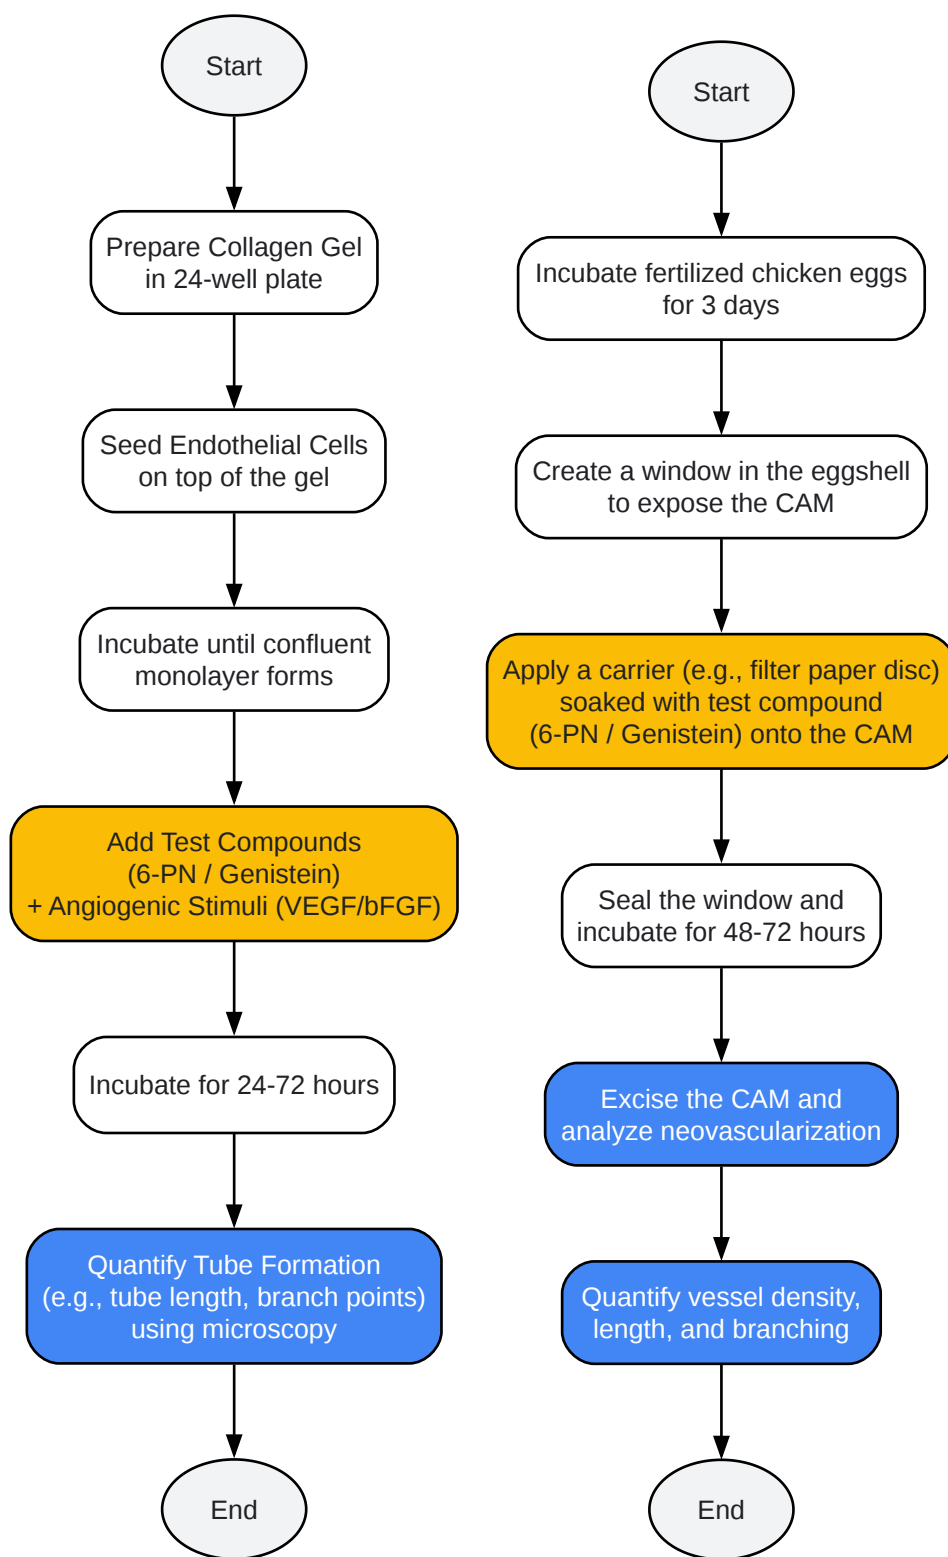 Start
Prepare Collagen Gel
in 24-well plate
Seed Endothelial Cells
on top of the gel
Incubate until confluent
monolayer forms
Add Test Compounds
(6-PN / Genistein)
+ Angiogenic Stimuli (VEGF/bFGF)
Incubate for 24-72 hours
Quantify Tube Formation
(e.g., tube length, branch points)
using microscopy
End
Start
Incubate fertilized chicken eggs
for 3 days
Create a window in the eggshell
to expose the CAM
Apply a carrier (e.g., filter paper disc)
soaked with test compound
(6-PN / Genistein) onto the CAM
Seal the window and
incubate for 48-72 hours
Excise the CAM and
analyze neovascularization
Quantify vessel density,
length, and branching
End